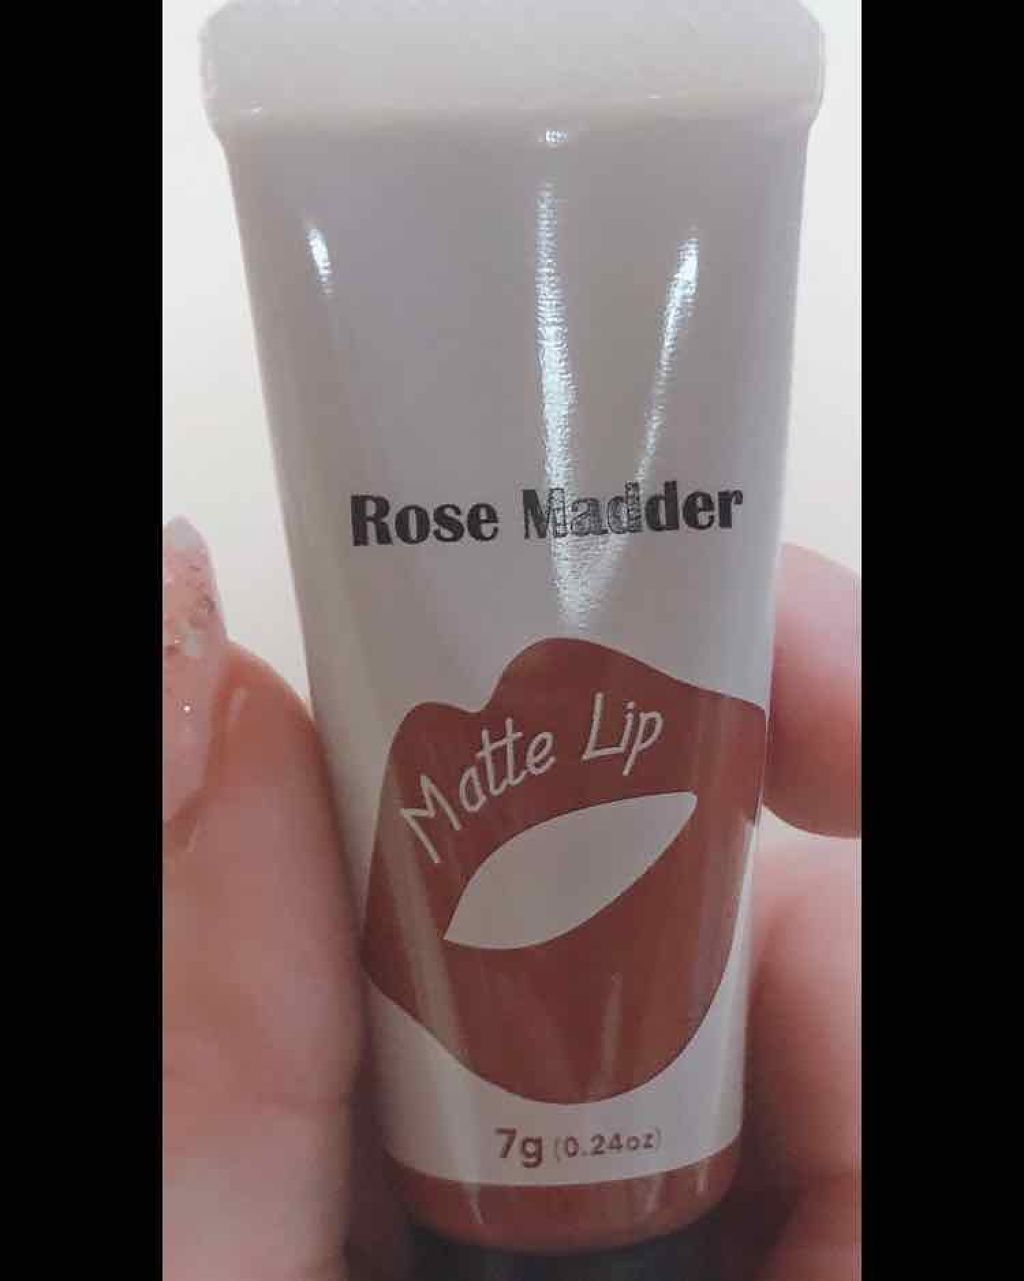 Rose Madder
Matte Lip
7g (0.24oz)